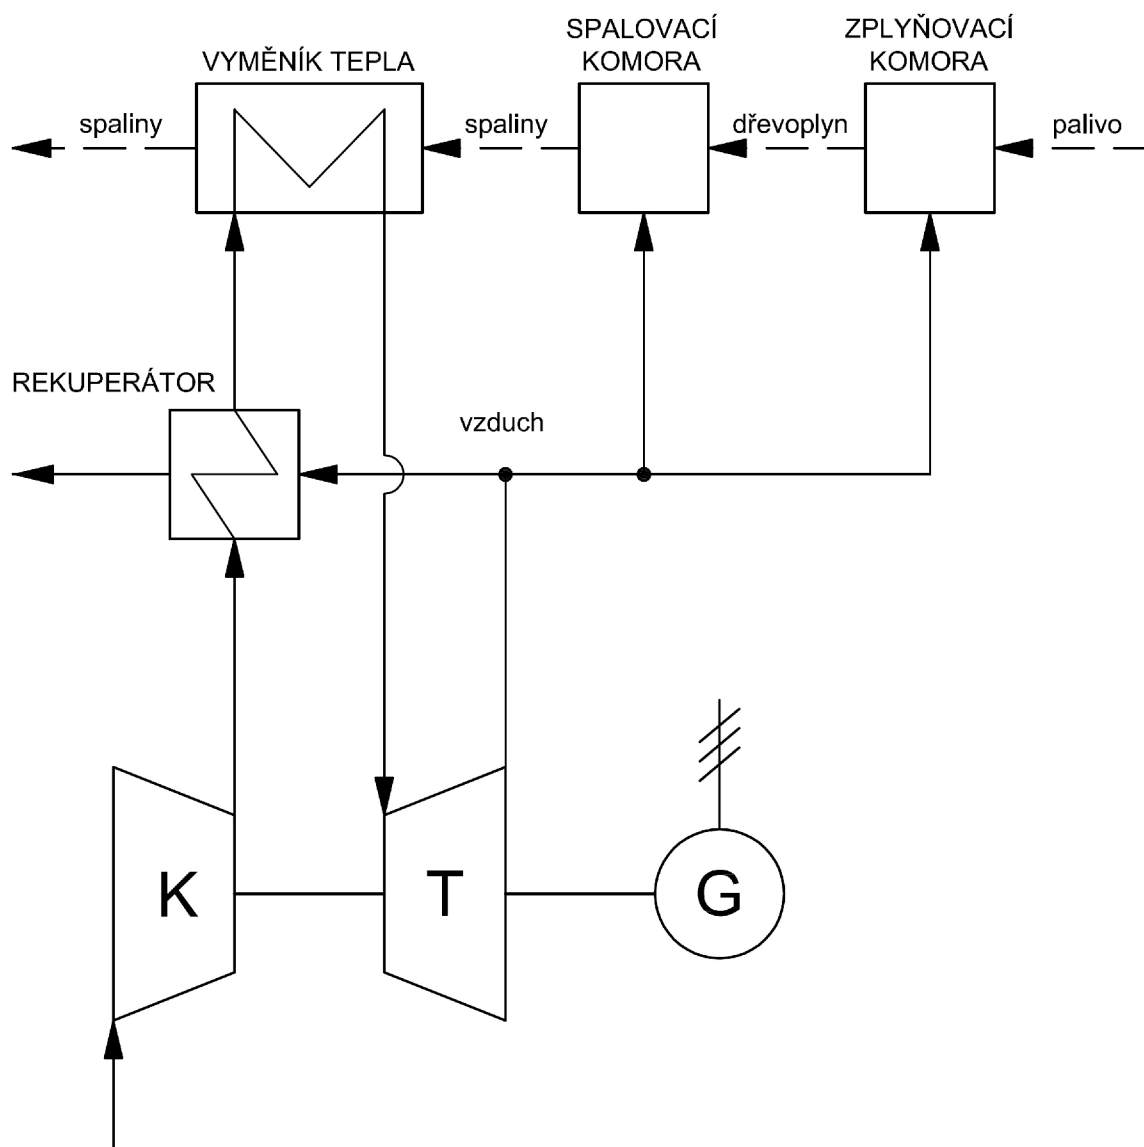 VYMĚNÍK TEPLA
SPALOVACÍ
KOMORA
ZPLYŇOVACÍ
KOMORA
spaliny
spaliny
dřevoplyn
palivo
REKUPERÁTOR
vzduch
K
T
G